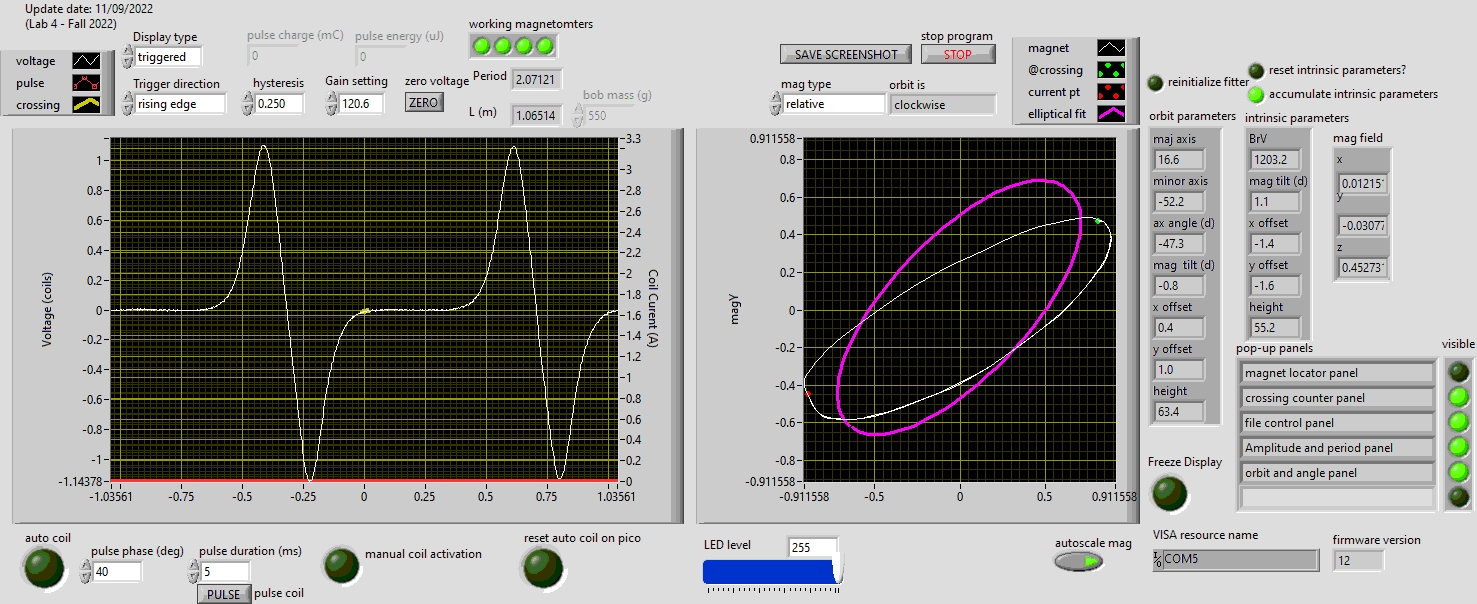 Update date: 11/09/2022
(Lab 4 - Fall 2022)
voltage
pulse
crossing
Display type
triggered
Trigger direction
rising edge
pulse charge (mC)
0
pulse energy (uJ)
0
hysteresis
0.250
Gain setting
120.6
zero voltage
ZERO
working magnetomters
Period
2.07121
L (m)
1.06514
bob mass (g)
550
stop program
SAVE SCREENSHOT
STOP
mag type
relative
orbit is
clockwise
magnet
@crossing
current pt
elliptical fit
reinitialize fitter
reset intrinsic parameters?
accumulate intrinsic parameters
Voltage (coils)
1
0.8
0.6
0.4
0.2
0
-0.2
-0.4
-0.6
-0.8
-1
-1.14378
-1.03561
-0.75
-0.5
-0.25
0
0.25
0.5
0.75
1.03561
3.3
3
2.8
2.6
2.4
2.2
2
1.8
1.6
1.4
1.2
1
0.8
0.6
0.4
0.2
0
Coil Curent (A)
magY
0.911558
0.8
0.6
0.4
0.2
0
-0.2
-0.4
-0.6
-0.8
-0.911558
-0.911558
-0.5
0
0.5
0.911558
orbit parameters
maj axis
16.6
minor axis
-52.2
ax angle (d)
-47.3
mag tilt (d)
-0.8
x offset
0.4
y offset
1.0
height
63.4
intrinsic parameters
BrV
1203.2
mag tilt (d)
1.1
x offset
-1.4
y offset
-1.6
height
55.2
mag field
x
0.01215
y
-0.03077
z
0.45273
pop-up panels
visible
magnet locator panel
crossing counter panel
file control panel
Amplitude and period panel
orbit and angle panel
Freeze Display
auto coil
pulse phase (deg)
40
pulse duration (ms)
5
PULSE
pulse coil
manual coil activation
reset auto coil on pico
LED level
255
autoscale mag
VISA resource name
COM5
firmware version
12